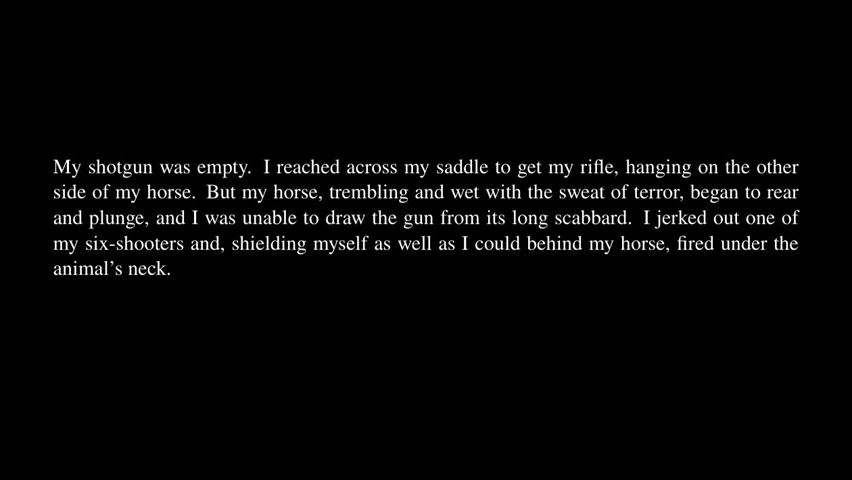 My shotgun was empty. I reached across my saddle to get my rifle, hanging on the other
side of my horse. But my horse, trembling and wet with the sweat of terror, began to rear
and plunge, and I was unable to draw the gun from its long scabbard. I jerked out one of
my six-shooters and, shielding myself as well as I could behind my horse, fired under the
animal’s neck.